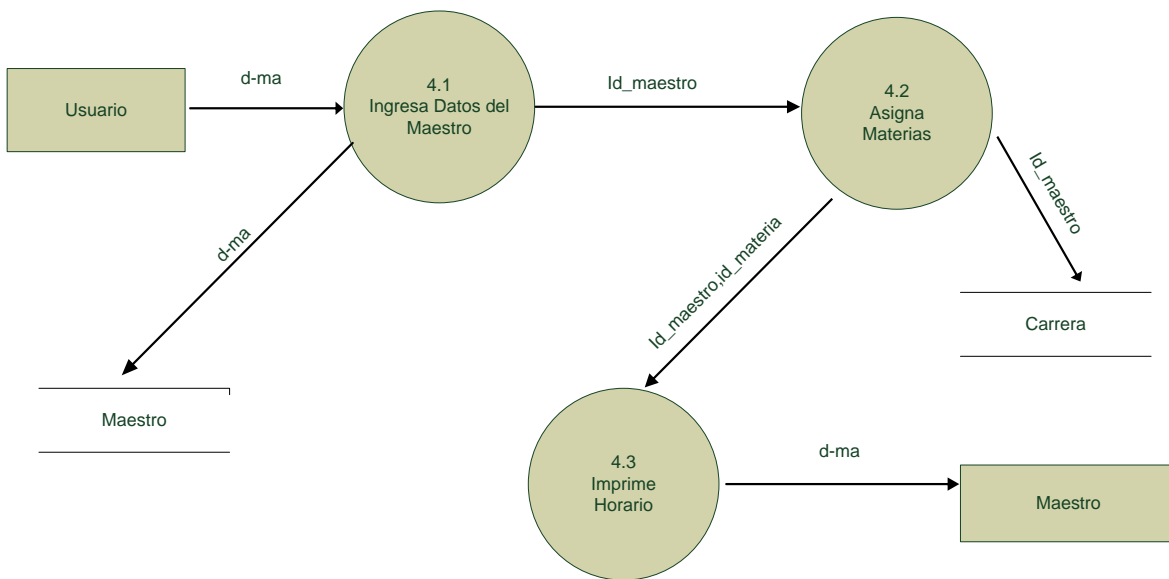 d-ma
Usuario
4.1
Ingresa Datos del
Maestro
Id_maestro
4.2
Asigna
Materias
Id_maestro
d-ma
Id_maestro,id_materia
Carrera
Maestro
4.3
Imprime
Horario
d-ma
Maestro